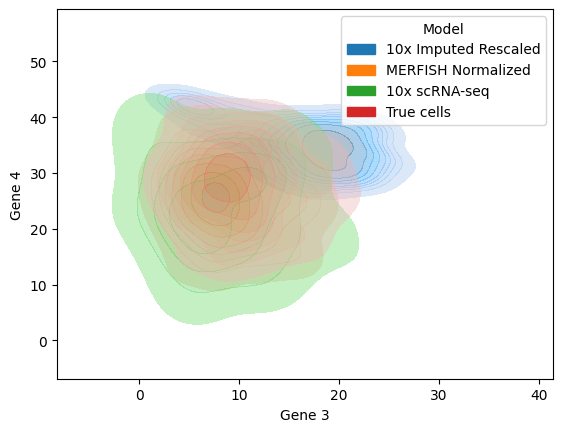 Model
10x Imputed Rescaled
MERFISH Normalized
10x scRNA-seq
True cells
Gene 4
50
40
30
20
10
0
0 10 20 30 40
Gene 3